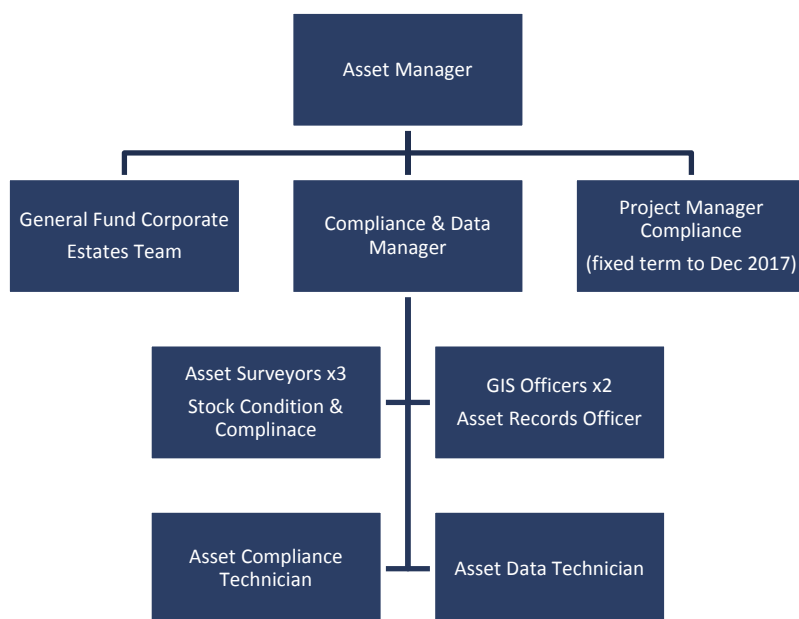 Asset Manager
General Fund Corporate
Estates Team
Compliance & Data
Manager
Project Manager
Compliance
(fixed term to Dec 2017)
Asset Surveyors x3
Stock Condition &
Complinace
GIS Officers x2
Asset Records Officer
Asset Compliance
Technician
Asset Data Technician